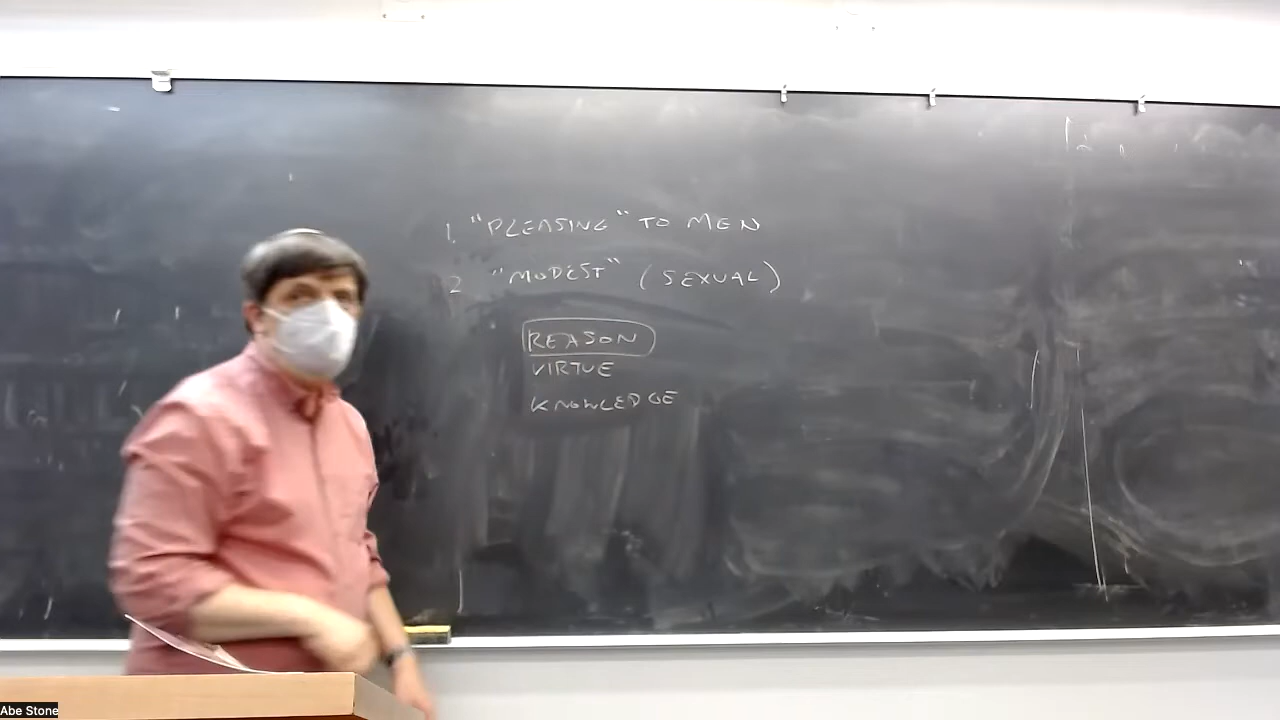 1. "PLEASING" TO MEN
2 "MODEST" (SEXUAL)
REASON
VIRTUE
KNOWLEDGE
Abe Stone